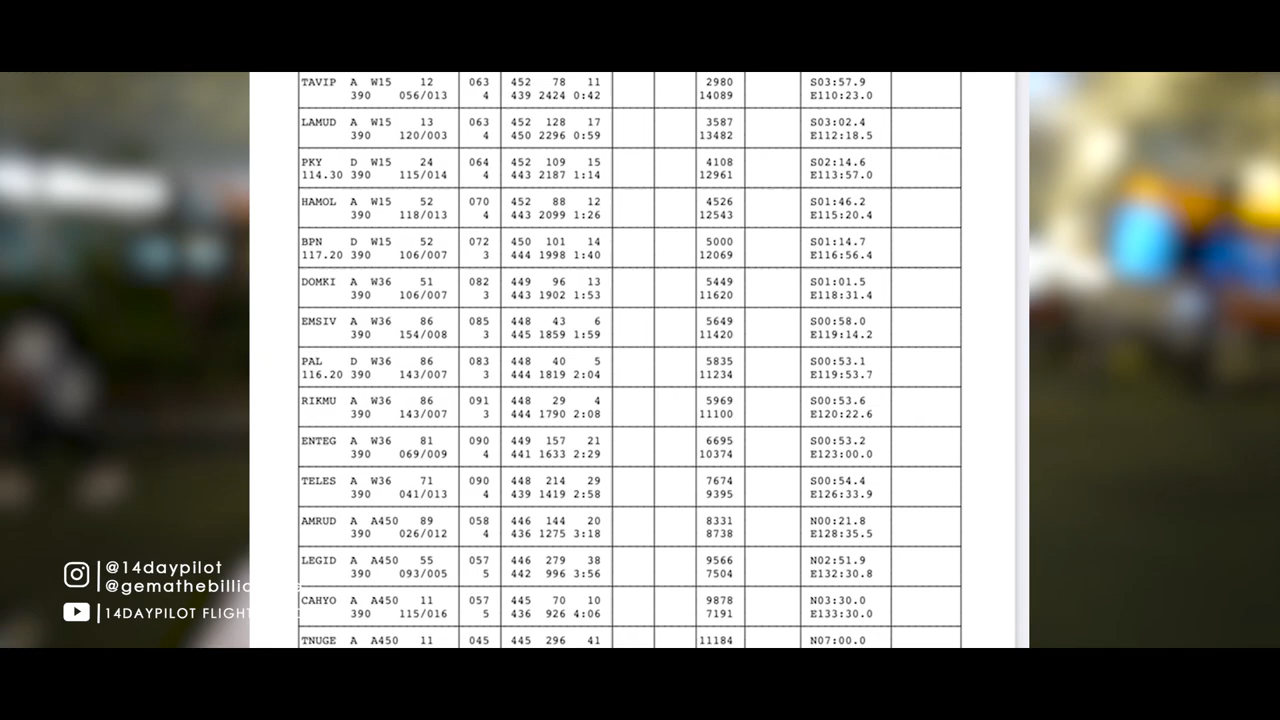 TAVIP A W15 12 063 452 78 11 2980 S03:57.9
390 056/013 4 439 2424 0:42 14089 E110:23.0
LAMUD A W15 13 063 452 128 17 3587 S03:02.4
390 120/003 4 450 2296 0:59 13482 E112:18.5
PKY D W15 24 064 452 109 15 4108 S02:14.6
114.30 390 115/014 4 443 2187 1:14 12961 E113:57.0
HAMOL A W15 52 070 452 88 12 4526 S01:46.2
390 118/013 4 443 2099 1:26 12543 E115:20.4
BPN D W15 52 072 450 101 14 5000 S01:14.7
117.20 390 106/007 3 444 1998 1:40 12069 E116:56.4
DOMKI A W36 51 082 449 96 13 5449 S01:01.5
390 106/007 3 443 1902 1:53 11620 E118:31.4
EMSIV A W36 86 085 448 43 6 5649 S00:58.0
390 154/008 3 445 1859 1:59 11420 E119:14.2
PAL D W36 86 083 448 40 5 5835 S00:53.1
116.20 390 143/007 3 444 1819 2:04 11234 E119:53.7
RIKMU A W36 86 091 448 29 4 5969 S00:53.6
390 143/007 3 444 1790 2:08 11100 E120:22.6
ENTEG A W36 81 090 449 157 21 6695 S00:53.2
390 069/009 4 441 1633 2:29 10374 E123:00.0
TELES A W36 71 090 448 214 29 7674 S00:54.4
390 041/013 4 439 1419 2:58 9395 E126:33.9
AMRUD A A450 89 058 446 144 20 8331 N00:21.8
390 026/012 4 436 1275 3:18 8738 E128:35.5
LEGID A A450 55 057 446 279 38 9566 N02:51.9
390 093/005 5 442 996 3:56 7504 E132:30.8
CAHYO A A450 11 057 445 70 10 9878 N03:30.0
390 115/016 5 436 926 4:06 7191 E133:30.0
TNUGE A A450 11 045 445 296 41 11184 N07:00.0
@14daypilot
@gemathebillio
14DAYPILOT FLIGHT